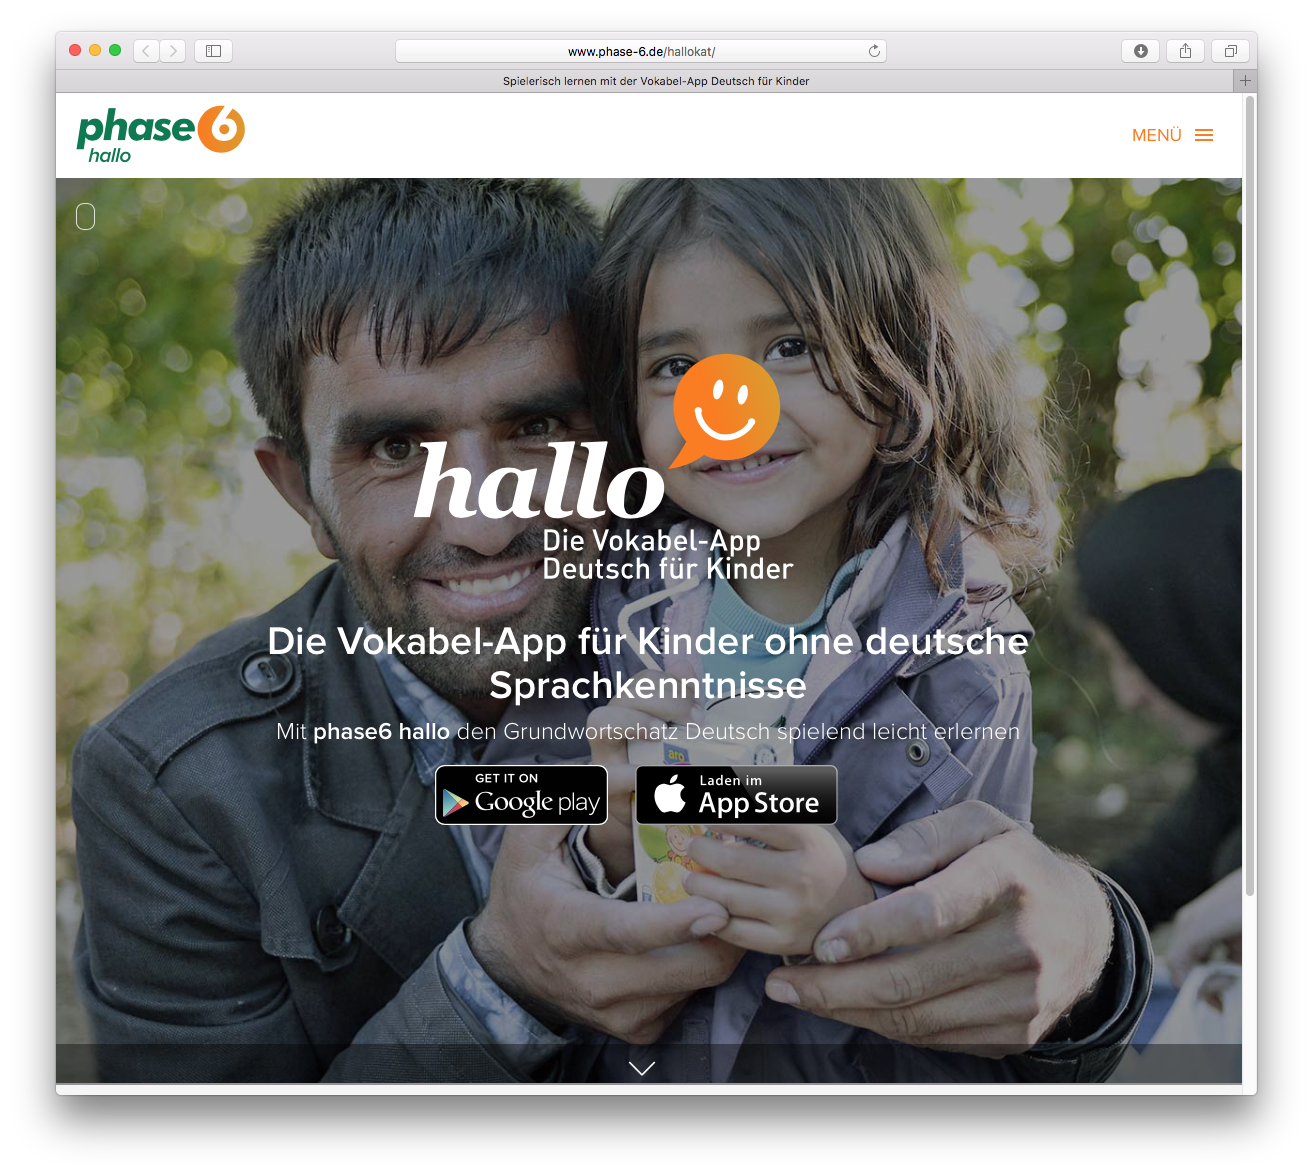 www.phase-6.de/hallokat/
Spielerisch lernen mit der Vokabel-App Deutsch für Kinder
phase6
hallo
MENÜ
hallo
Die Vokabel-App
Deutsch für Kinder
Die Vokabel-App für Kinder ohne deutsche
Sprachkenntnisse
Mit phase6 hallo den Grundwortschatz Deutsch spielend leicht erlernen
aro
GET IT ON
Google play
Laden im
App Store